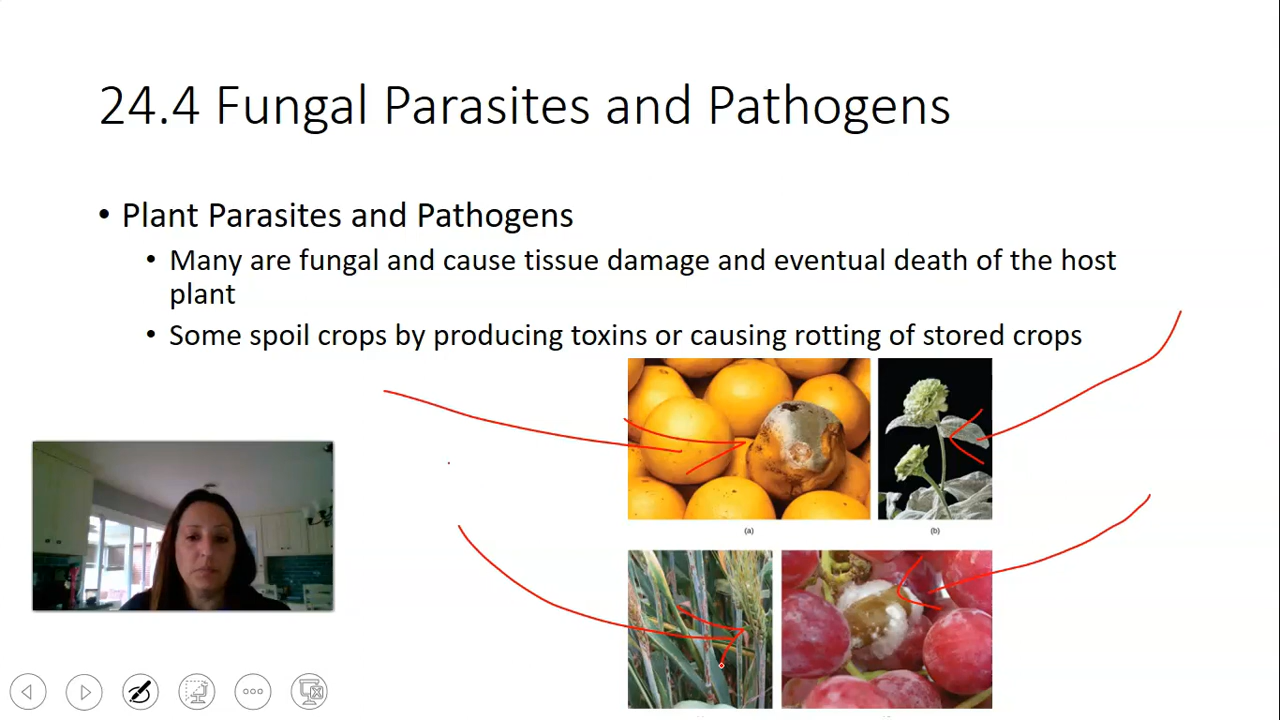 24.4 Fungal Parasites and Pathogens
• Plant Parasites and Pathogens
• Many are fungal and cause tissue damage and eventual death of the host
plant
• Some spoil crops by producing toxins or causing rotting of stored crops
(a)
(b)